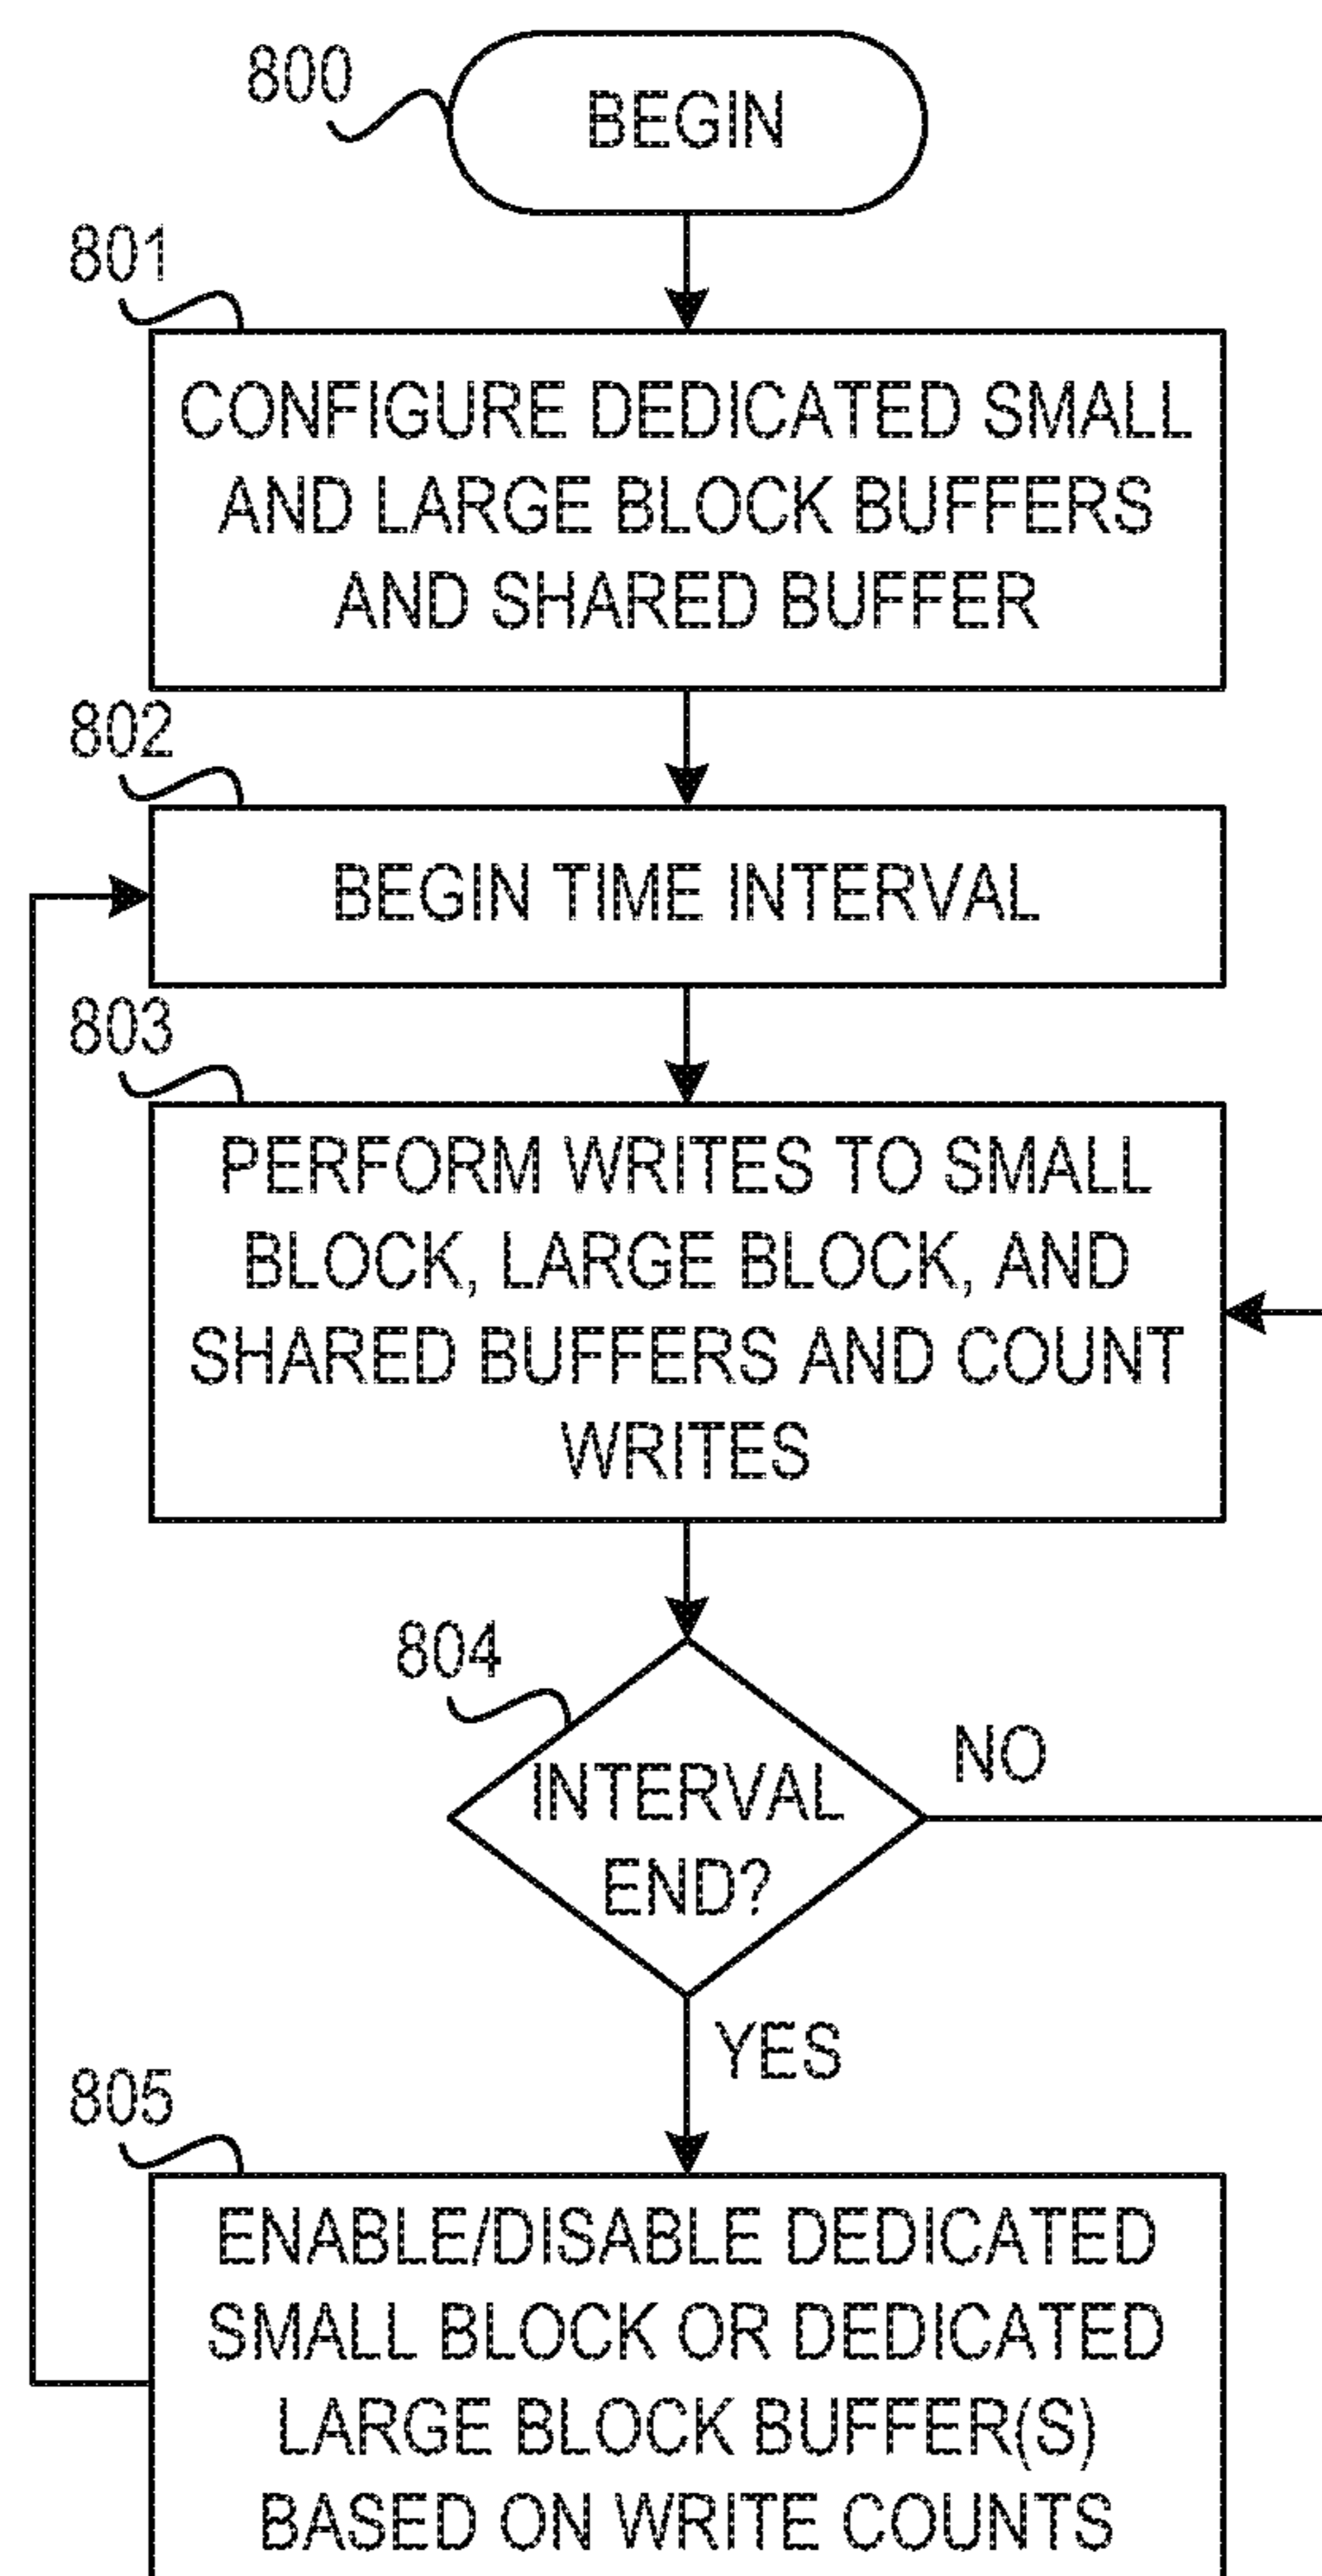 800
BEGIN
801
CONFIGURE DEDICATED SMALL
AND LARGE BLOCK BUFFERS
AND SHARED BUFFER
802
BEGIN TIME INTERVAL
803
PERFORM WRITES TO SMALL
BLOCK, LARGE BLOCK, AND
SHARED BUFFERS AND COUNT
WRITES
804
INTERVAL
END?
NO
YES
805
ENABLE/DISABLE DEDICATED
SMALL BLOCK OR DEDICATED
LARGE BLOCK BUFFER(S)
BASED ON WRITE COUNTS